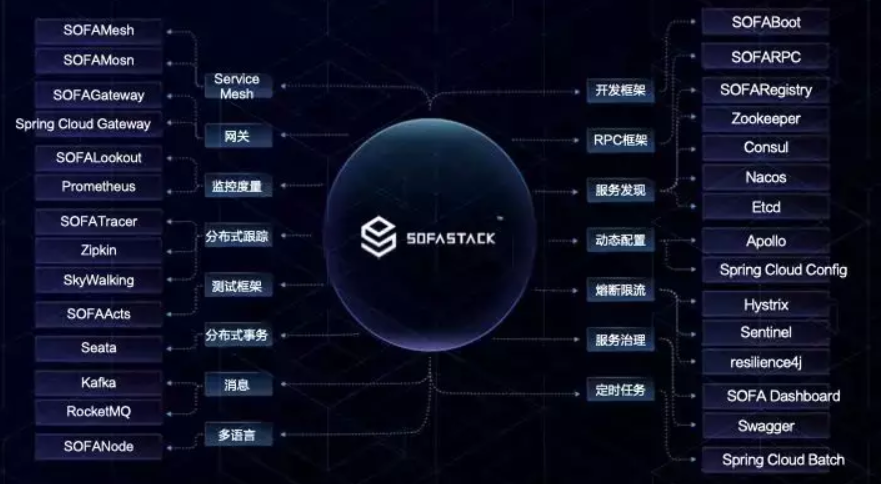 SOFAMesh
SOFAMosn
SOFAGateway
Spring Cloud Gateway
SOFALookout
Prometheus
SOFATracer
Zipkin
SkyWalking
SOFAActs
Seata
Kafka
RocketMQ
SOFANode
Service
Mesh
网关
监控度量
分布式跟踪
测试框架
分布式事务
消息
多语言
SOFASTACK™
开发框架
RPC框架
服务发现
动态配置
熔断限流
服务治理
定时任务
SOFABoot
SOFARPC
SOFARegistry
Zookeeper
Consul
Nacos
Etcd
Apollo
Spring Cloud Config
Hystrix
Sentinel
resilience4j
SOFA Dashboard
Swagger
Spring Cloud Batch